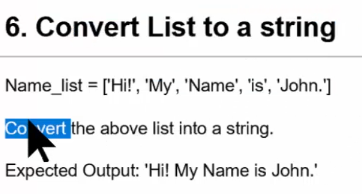 6. Convert List to a string
Name_list = ['Hi!', 'My', 'Name', 'is', 'John.']
Convert the above list into a string.
Expected Output: 'Hi! My Name is John.'